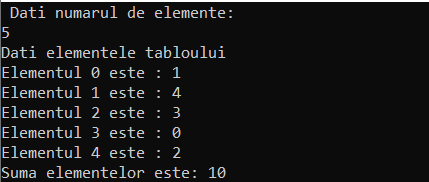 Dati numarul de elemente:
5
Dati elementele tabloului
Elementul 0 este : 1
Elementul 1 este : 4
Elementul 2 este : 3
Elementul 3 este : 0
Elementul 4 este : 2
Suma elementelor este: 10